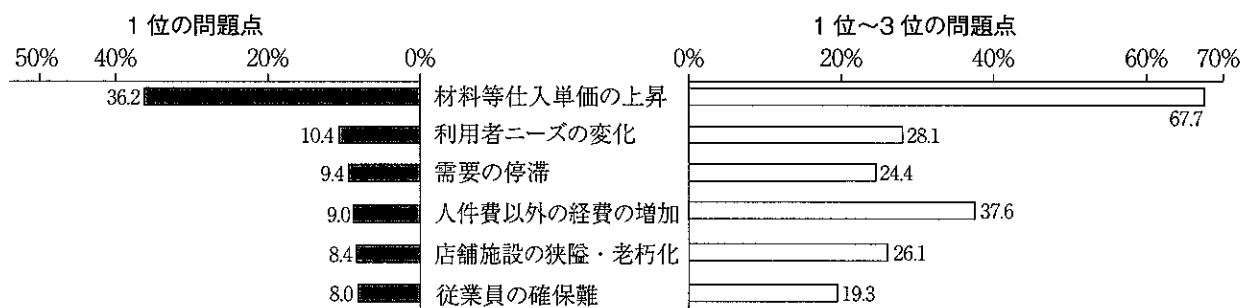 1位の問題点 1位～3位の問題点
50% 40% 20% 0% 0% 20% 40% 60% 70%
36.2 材料等仕入単価の上昇 67.7
10.4 利用者ニーズの変化 28.1
9.4 需要の停滞 24.4
9.0 人件費以外の経費の増加 37.6
8.4 店舗施設の狭隘・老朽化 26.1
8.0 従業員の確保難 19.3